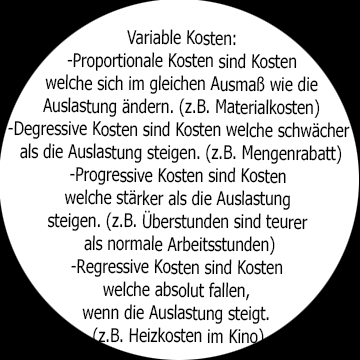 Variable Kosten:
-Proportionale Kosten sind Kosten
welche sich im gleichen Ausmaß wie die
Auslastung ändern. (z.B. Materialkosten)
-Degressive Kosten sind Kosten welche schwächer
als die Auslastung steigen. (z.B. Mengenrabatt)
-Progressive Kosten sind Kosten
welche stärker als die Auslastung
steigen. (z.B. Überstunden sind teurer
als normale Arbeitsstunden)
-Regressive Kosten sind Kosten
welche absolut fallen,
wenn die Auslastung steigt.
(z.B. Heizkosten im Kino)